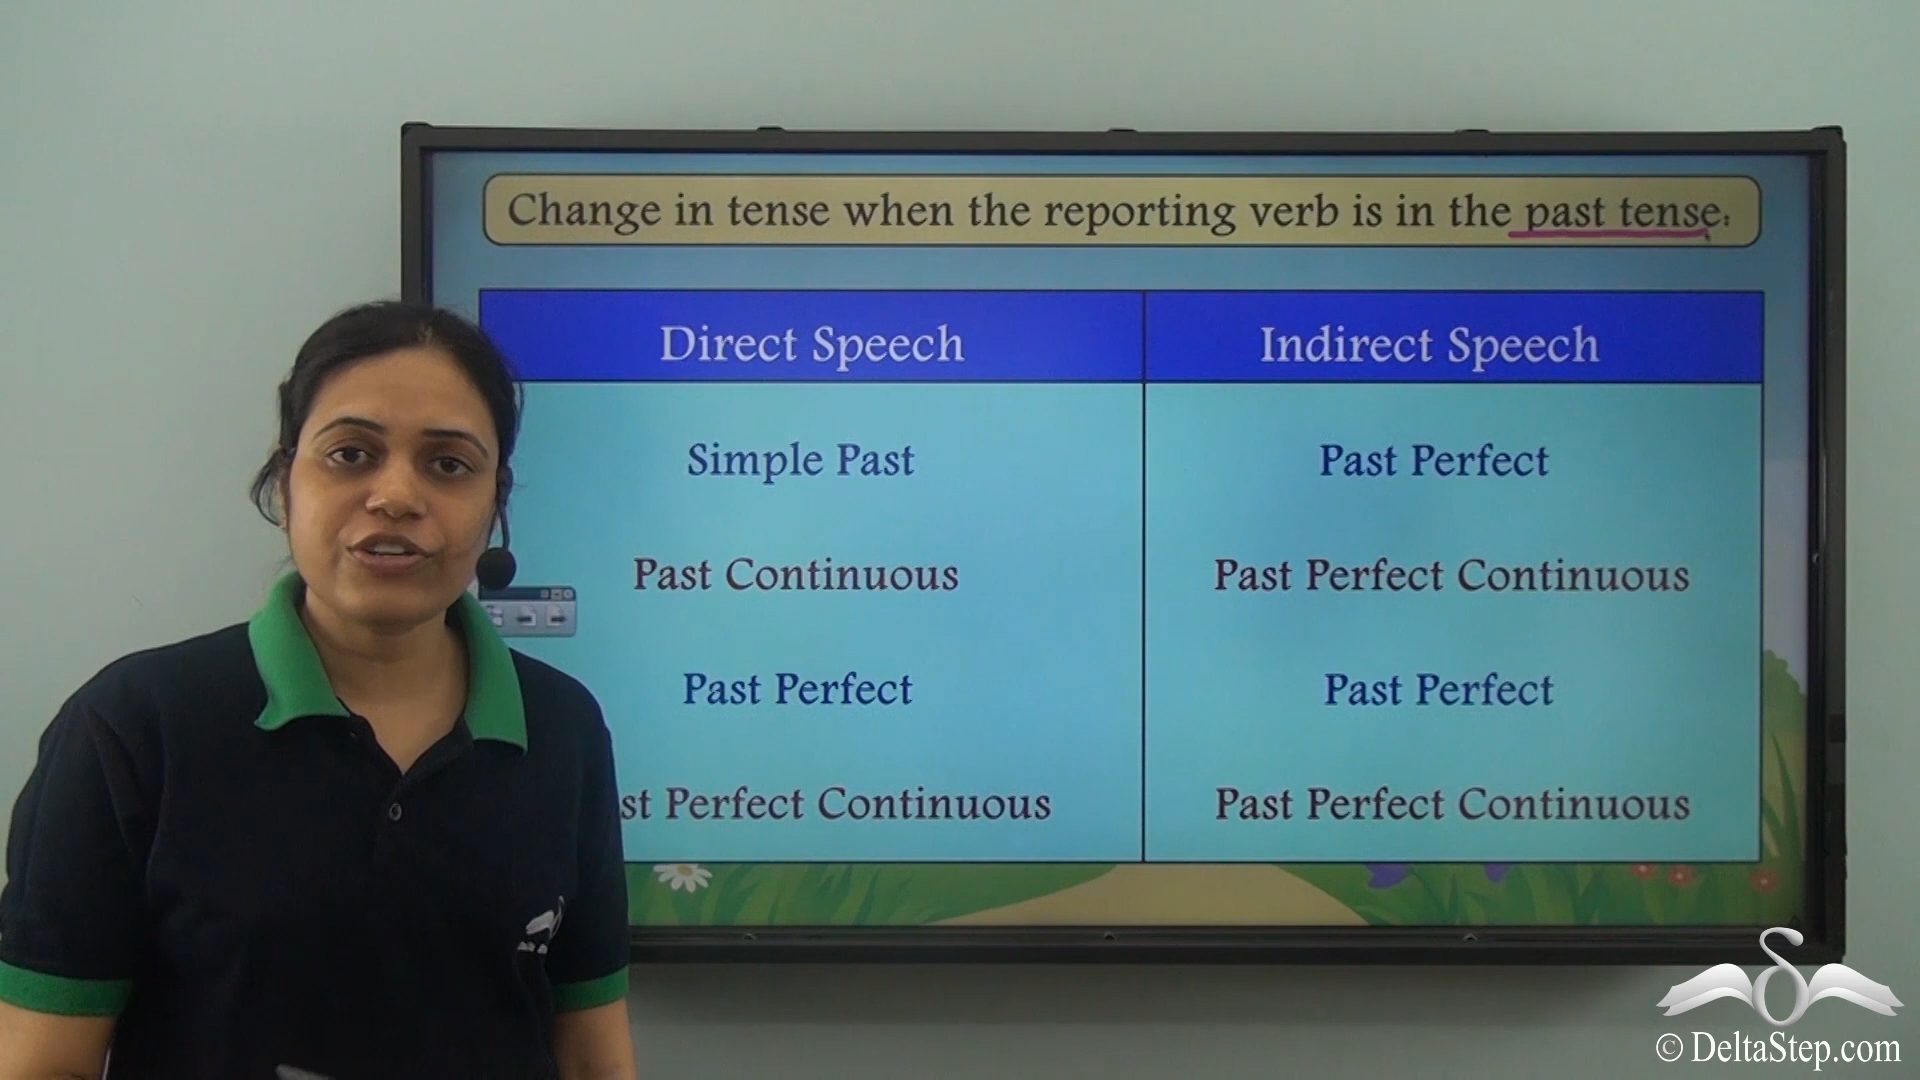 Change in tense when the reporting verb is in the past tense:
Direct Speech Indirect Speech
Simple Past Past Perfect
Past Continuous Past Perfect Continuous
Past Perfect Past Perfect
st Perfect Continuous Past Perfect Continuous
© DeltaStep.com